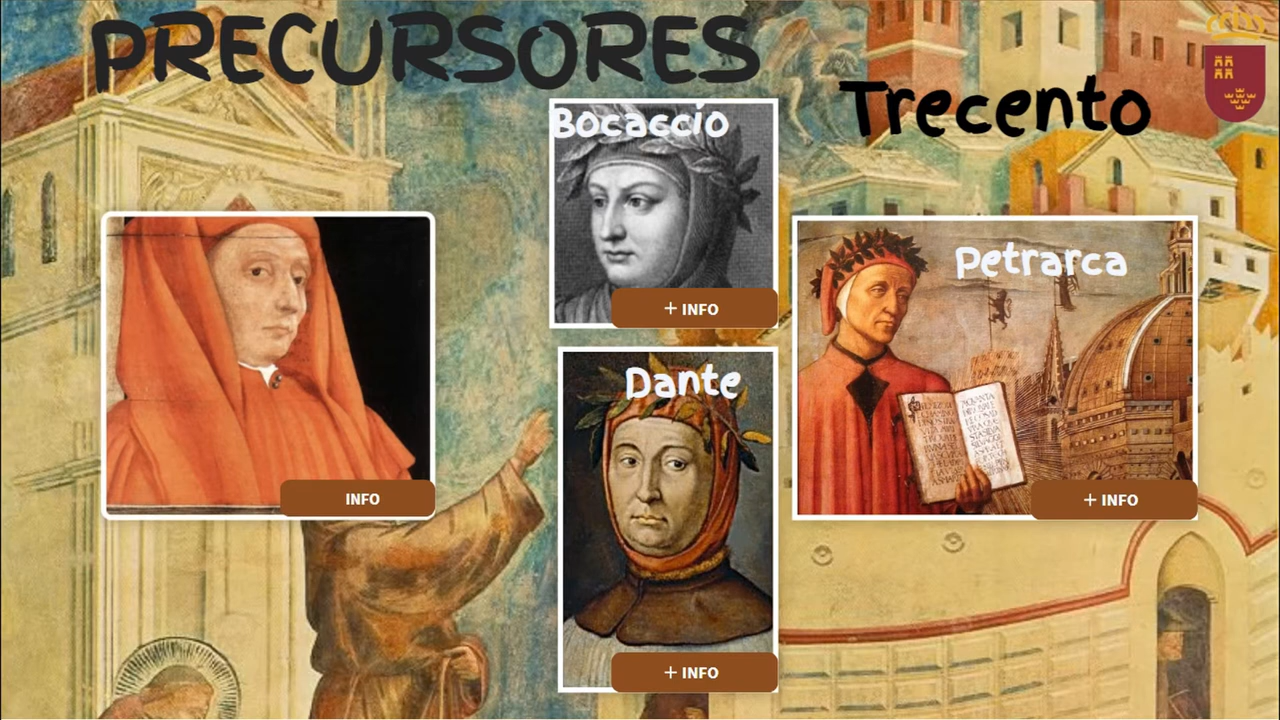 PRECURSORES
Trecento
Bocaccio
+ INFO
Petrarca
Dante
INFO
+ INFO
+ INFO